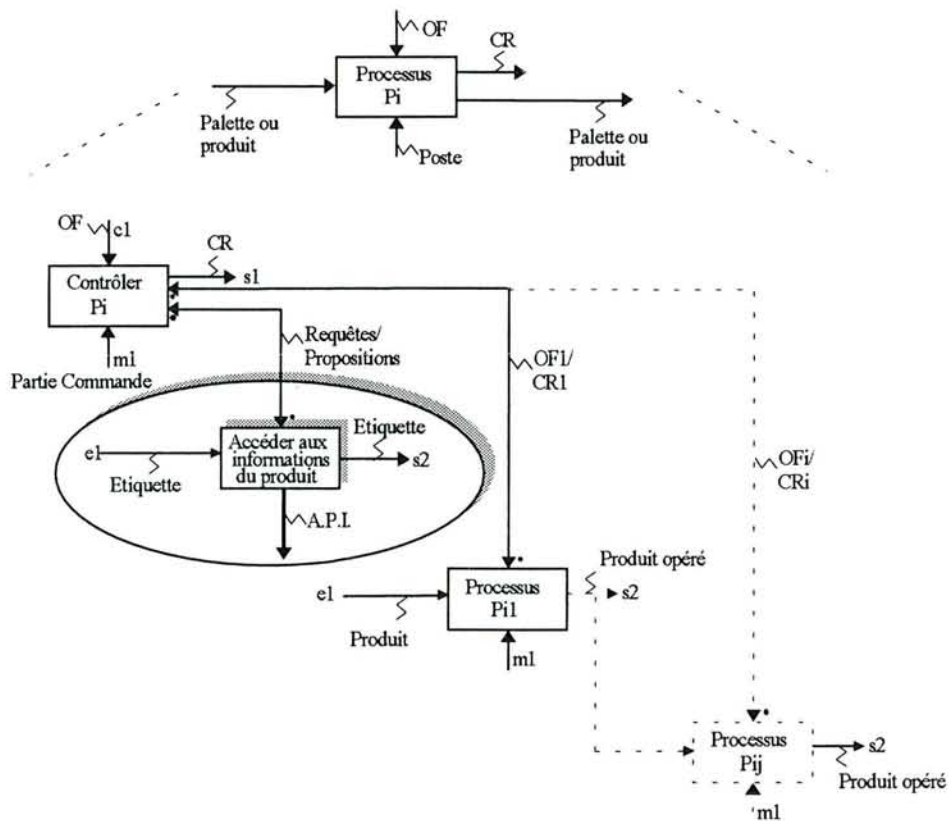 OF
CR
Processus
Pi
Palette ou
produit
Palette ou
produit
Poste
OF
c1
CR
s1
Contrôler
Pi
Requêtes/
Propositions
m1
Partie Commande
OF1/
CR1
Etiquette
e1
Accéder aux
informations
du produit
s2
Etiquette
A.P.I.
OFi/
CRi
Produit opéré
e1
Processus
Pi1
s2
Produit
m1
Processus
Pij
s2
Produit opéré
m1